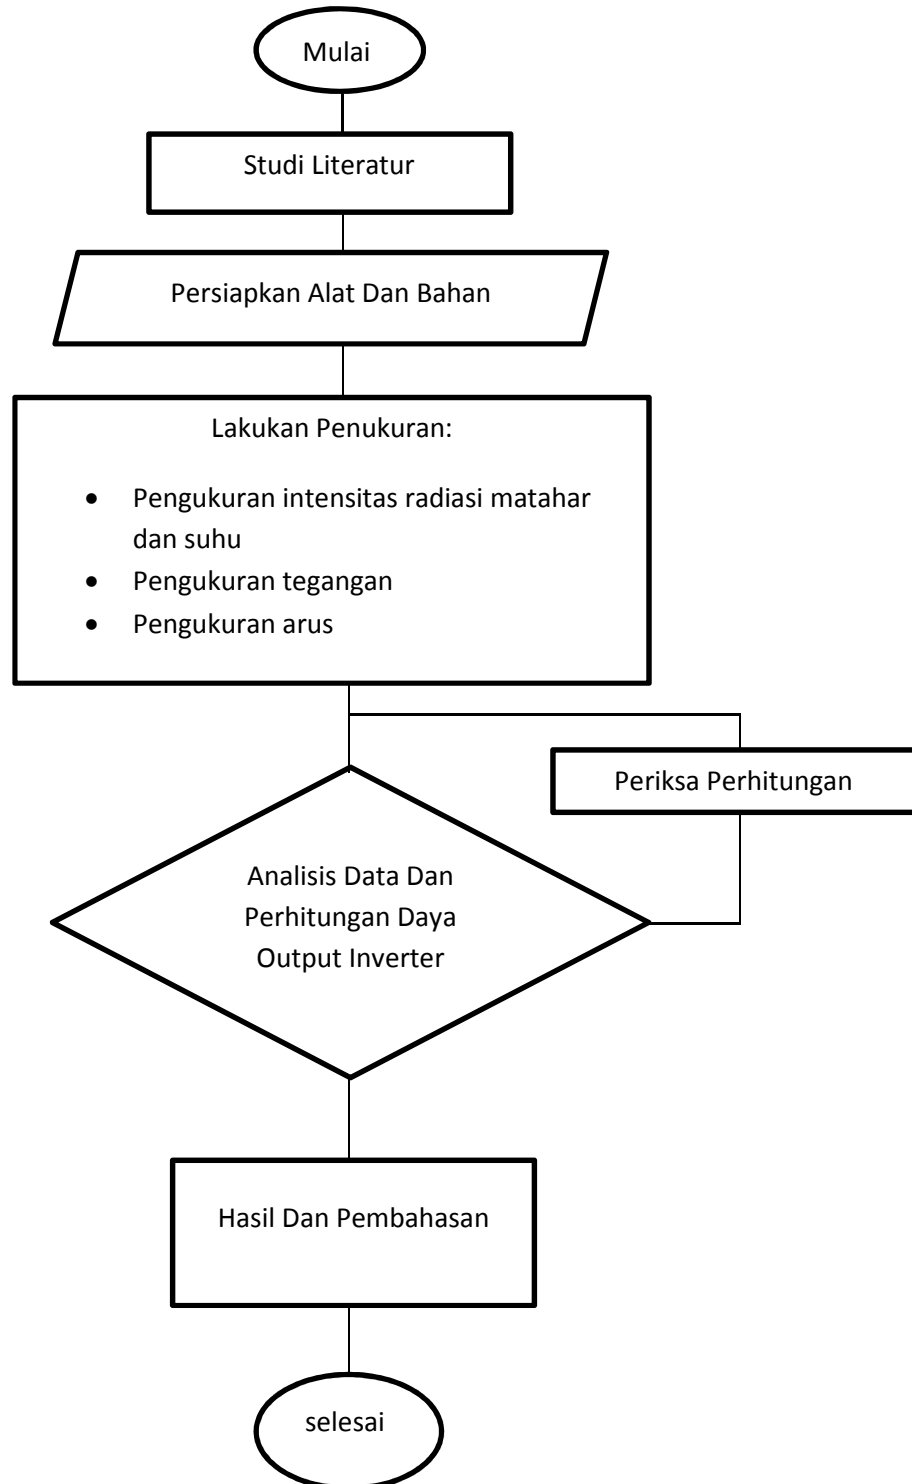 Mulai
Studi Literatur
Persiapkan Alat Dan Bahan
Lakukan Penukuran:
• Pengukuran intensitas radiasi matahar
dan suhu
• Pengukuran tegangan
• Pengukuran arus
Periksa Perhitungan
Analisis Data Dan
Perhitungan Daya
Output Inverter
Hasil Dan Pembahasan
selesai